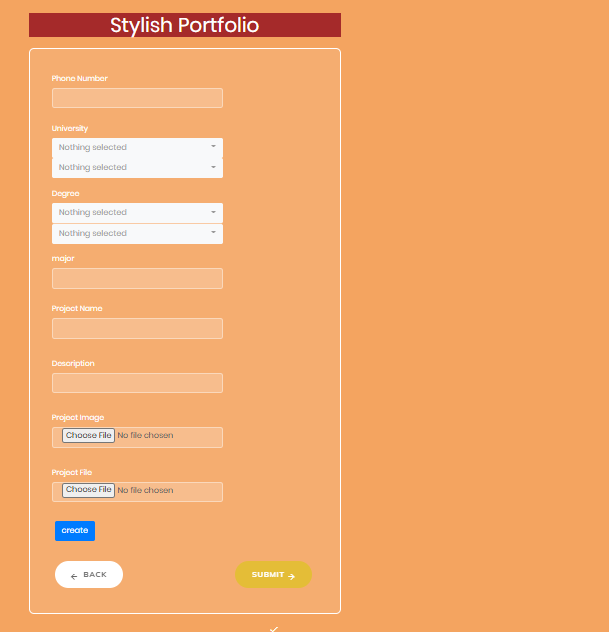 Stylish Portfolio
Phone Number
University
Nothing selected
Nothing selected
Degree
Nothing selected
Nothing selected
major
Project Name
Description
Project Image
Choose File No file chosen
Project File
Choose File No file chosen
create
BACK SUBMIT